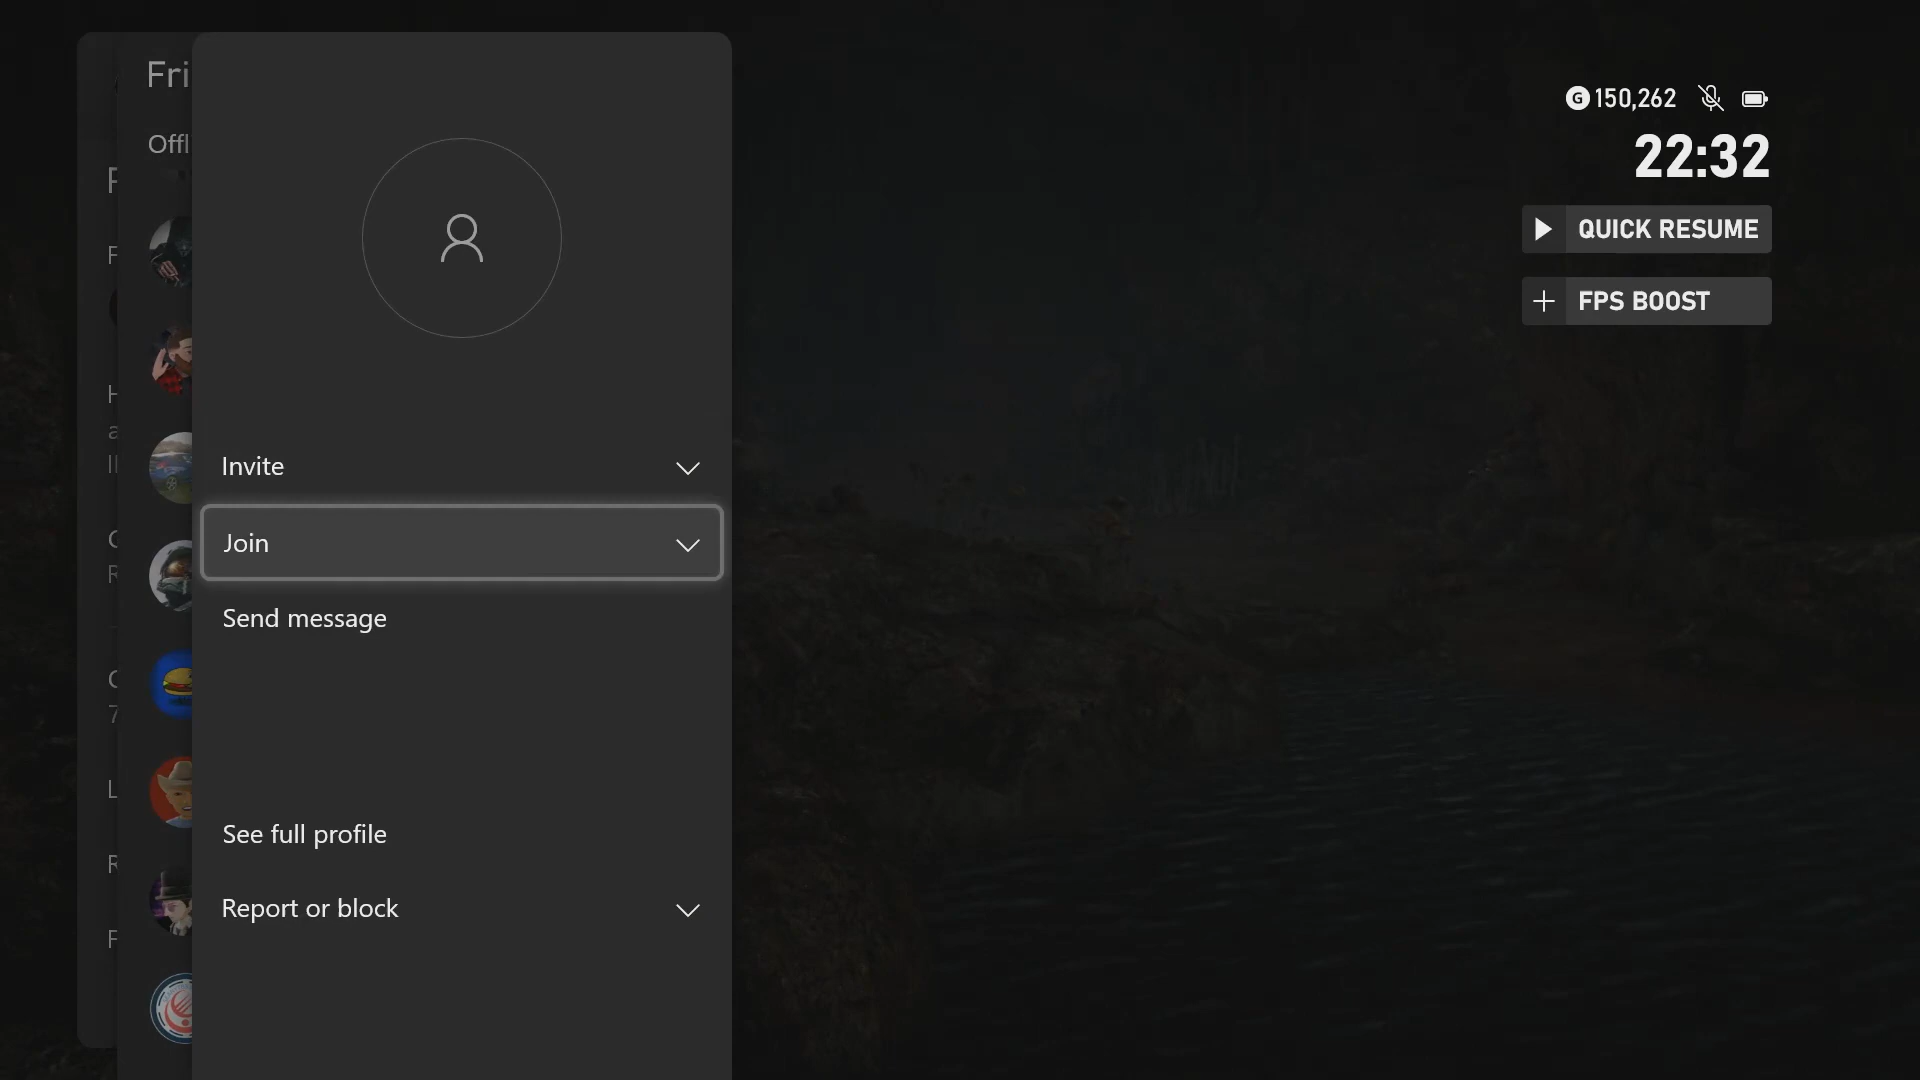 Fri
Offl
Invite
Join
Send message
See full profile
Report or block
G 150,262
22:32
QUICK RESUME
FPS BOOST